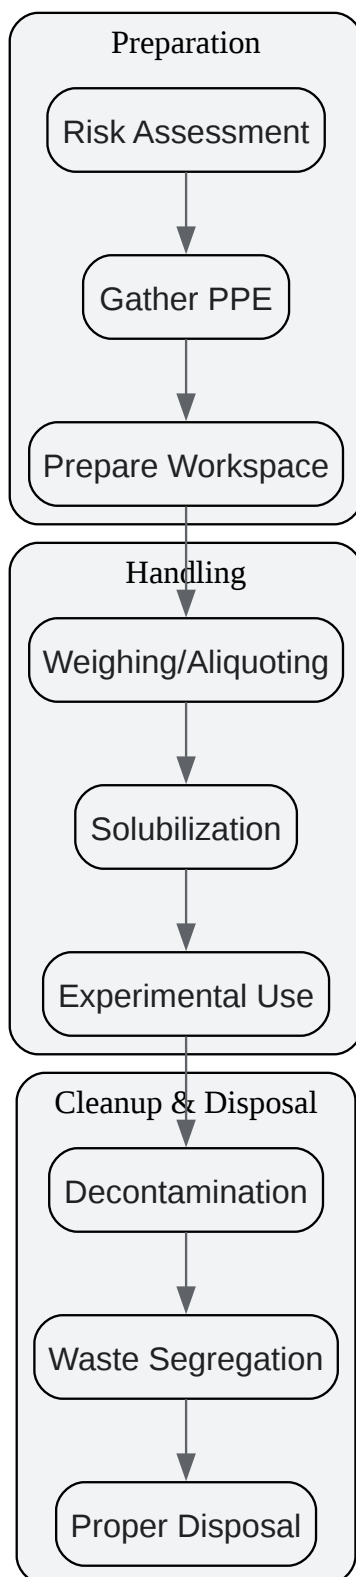 Preparation
Risk Assessment
Gather PPE
Prepare Workspace
Handling
Weighing/Aliquoting
Solubilization
Experimental Use
Cleanup & Disposal
Decontamination
Waste Segregation
Proper Disposal